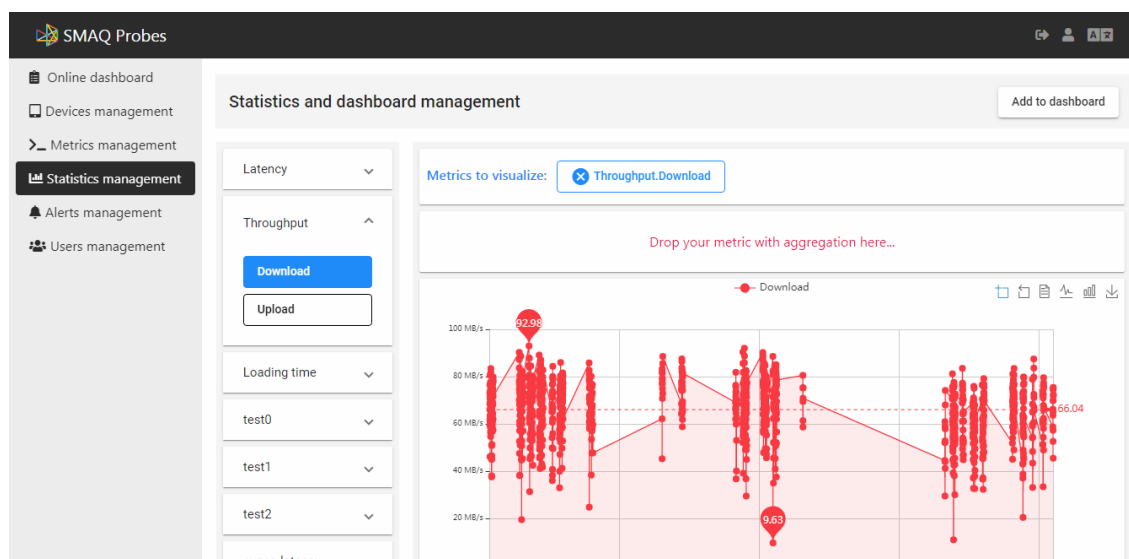 SMAQ Probes
Online dashboard
Devices management
Metrics management
Statistics management
Alerts management
Users management
Statistics and dashboard management
Add to dashboard
Latency
Throughput
Download
Upload
Loading time
test0
test1
test2
Metrics to visualize:
Throughput.Download
Drop your metric with aggregation here...
Download
100 MB/s
80 MB/s
60 MB/s
40 MB/s
20 MB/s
92.98
66.04
9.63